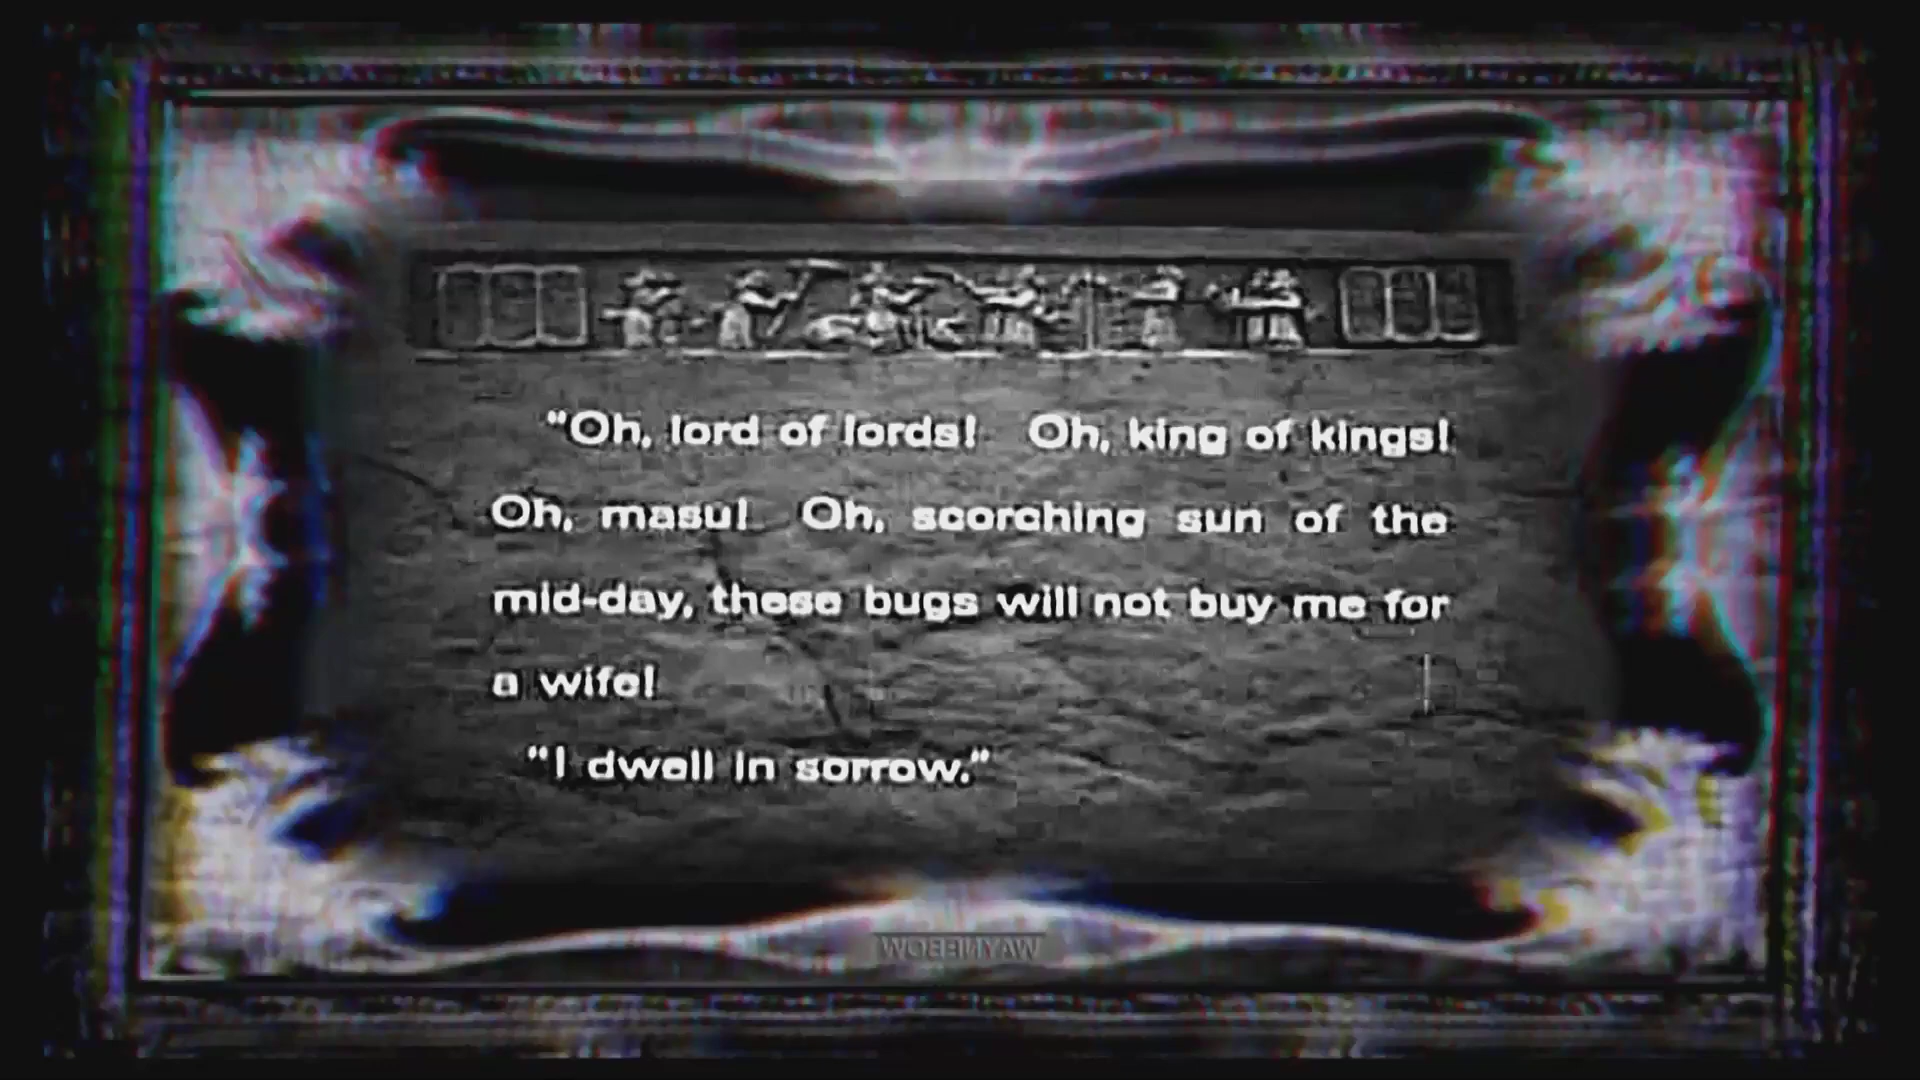 “Oh, lord of lords! Oh, king of kings!
Oh, masu! Oh, scorching sun of the
mid-day, these bugs will not buy me for
a wife!
“I dwell in sorrow.”